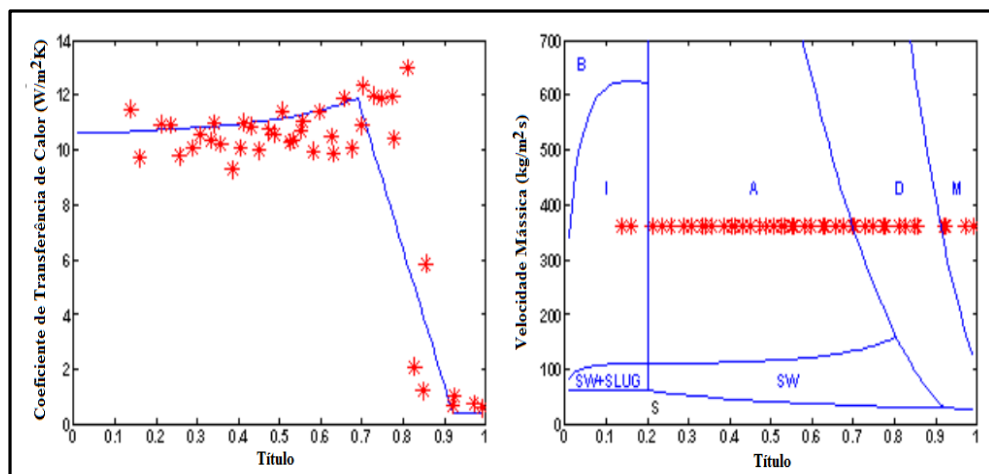 Coeficiente de Transferência de Calor (W/m²K)
14
12
10
8
6
4
2
0
0 0.1 0.2 0.3 0.4 0.5 0.6 0.7 0.8 0.9 1
Título
Velocidade Mássica (kg/m² s)
700
600
500
400
300
200
100
0
B
I
A
D
M
SW+SLUG
SW
S
0 0.1 0.2 0.3 0.4 0.5 0.6 0.7 0.8 0.9 1
Título